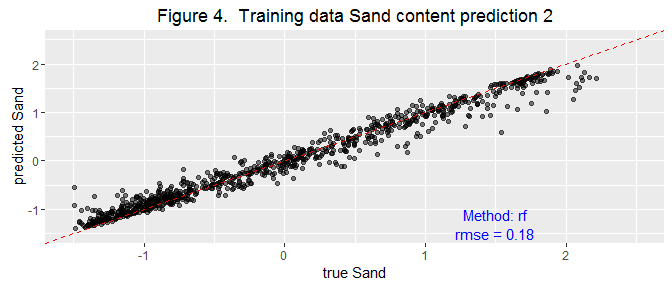 Figure 4.  Training data Sand content prediction 2
predicted Sand
2
1
0
-1
Method: rf
rmse = 0.18
-1
0
1
2
true Sand